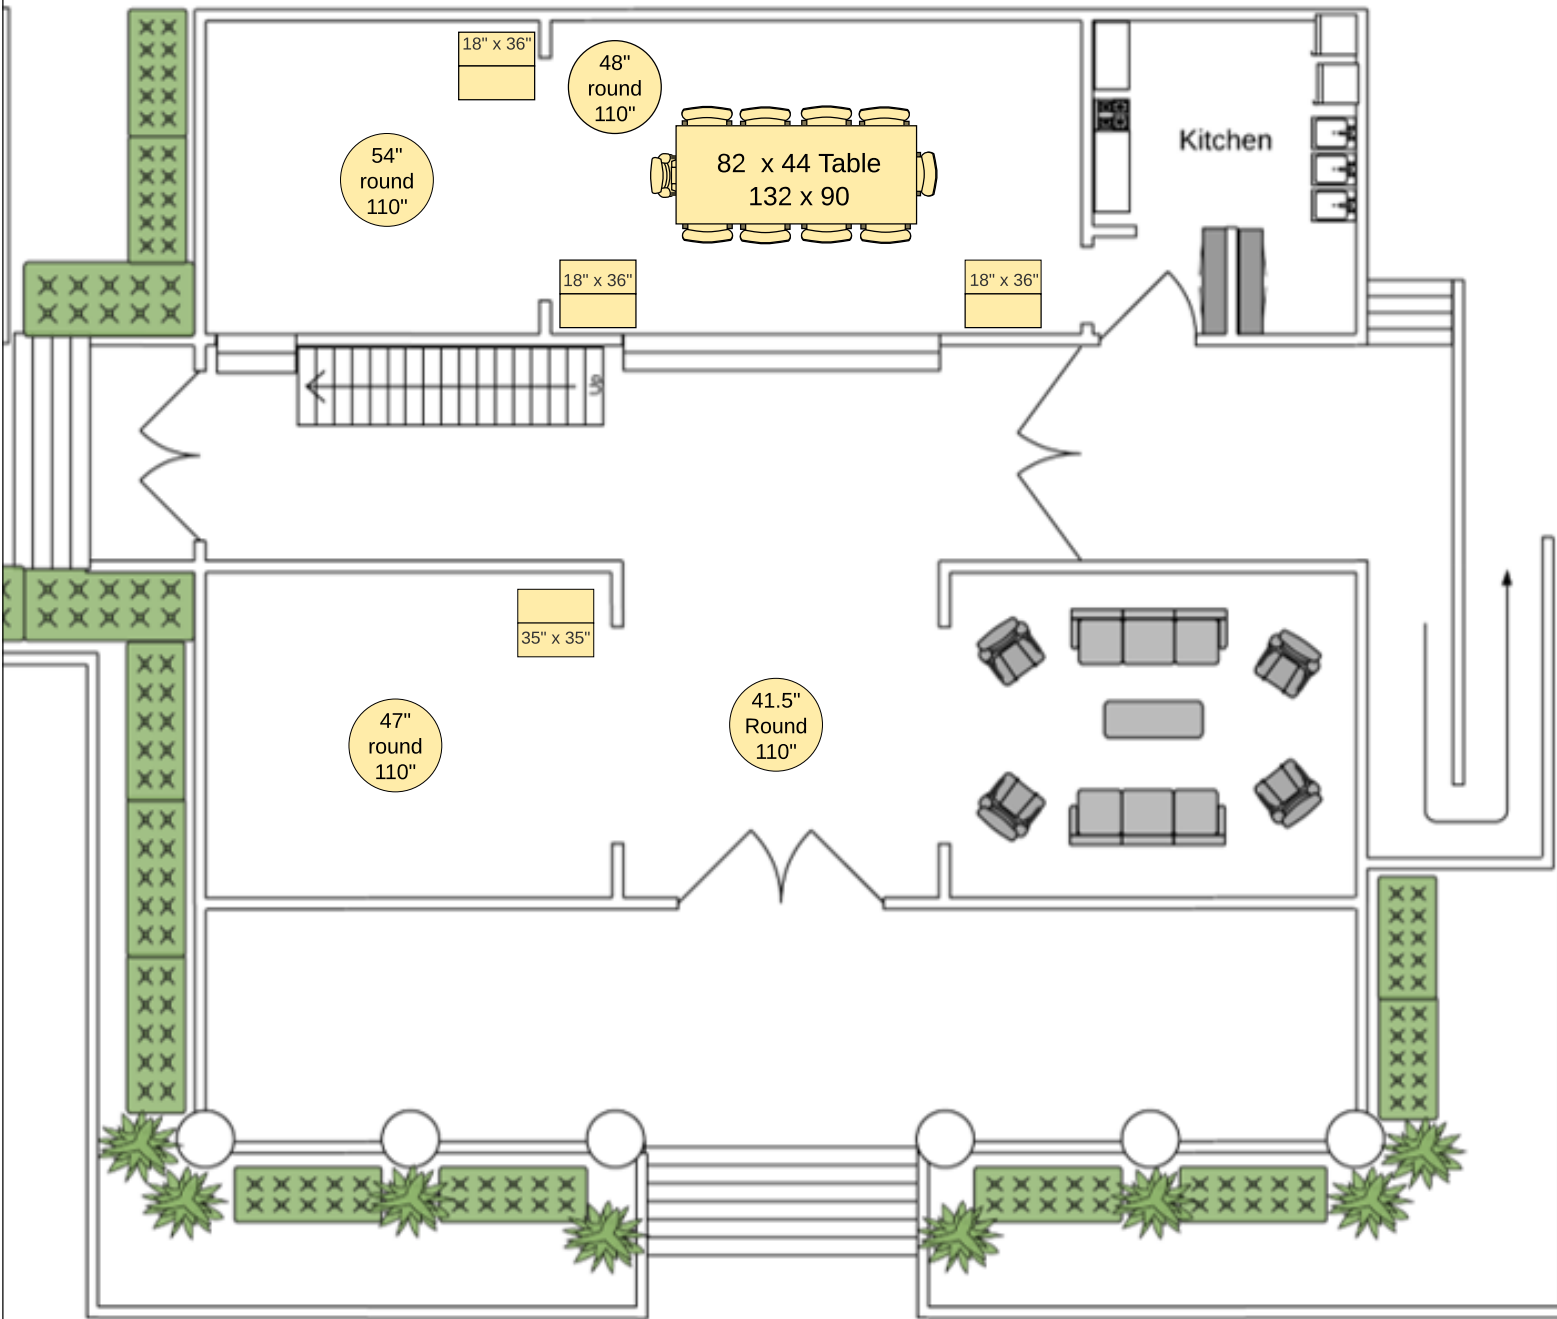 18" x 36"
48"
round
110"
54"
round
110"
82  x 44 Table
132 x 90
Kitchen
18" x 36"
18" x 36"
Up
35" x 35"
47"
round
110"
41.5"
Round
110"